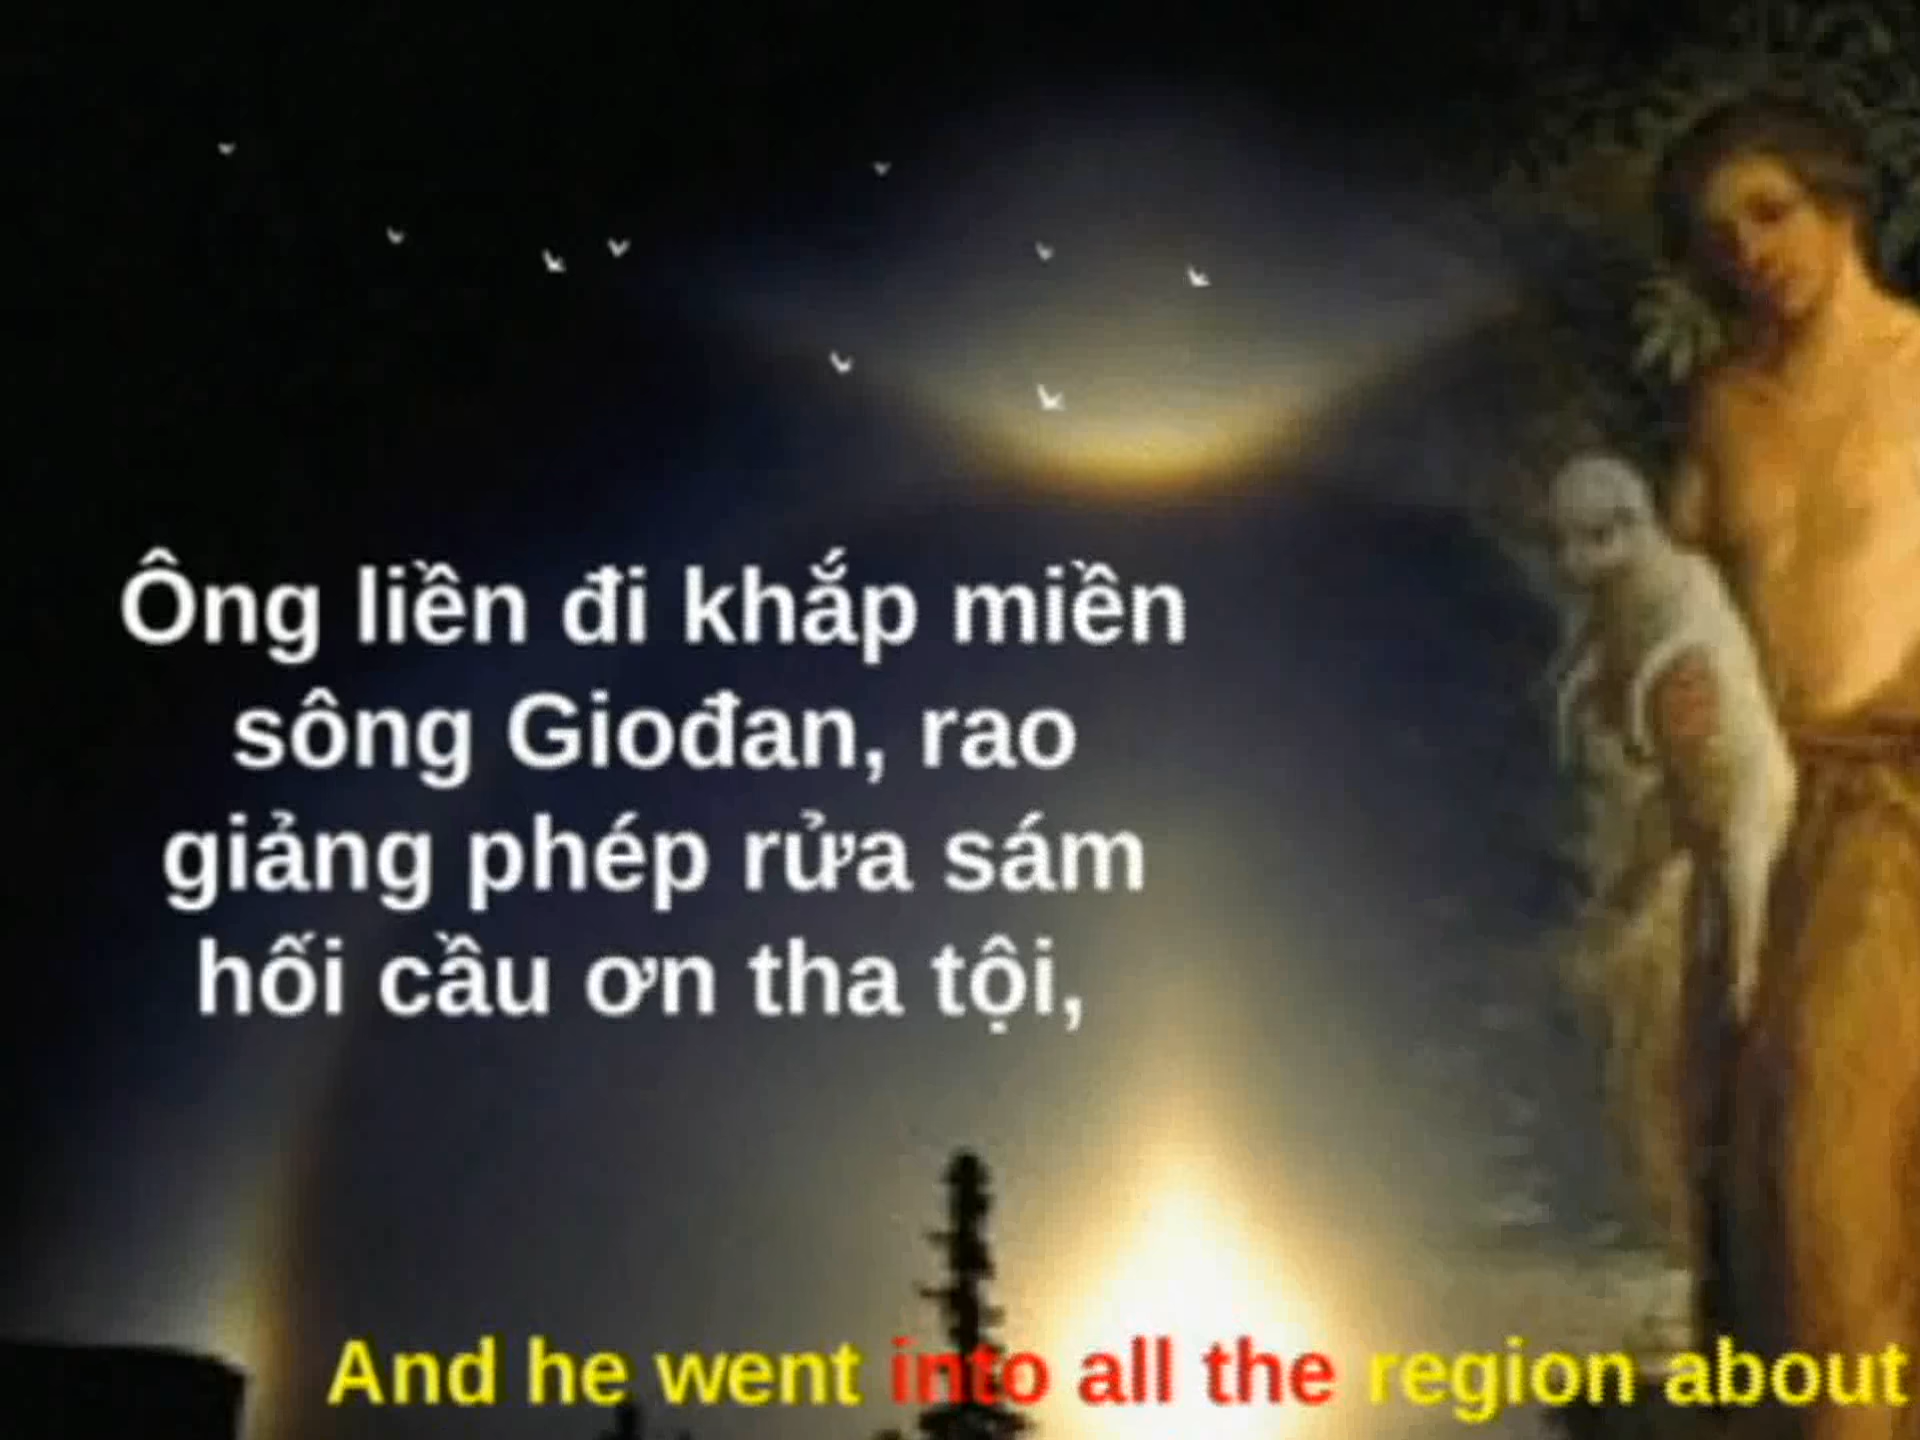 Ông liền đi khắp miền
sông Giođan, rao
giảng phép rửa sám
hối cầu ơn tha tội,
And he went into all the region about